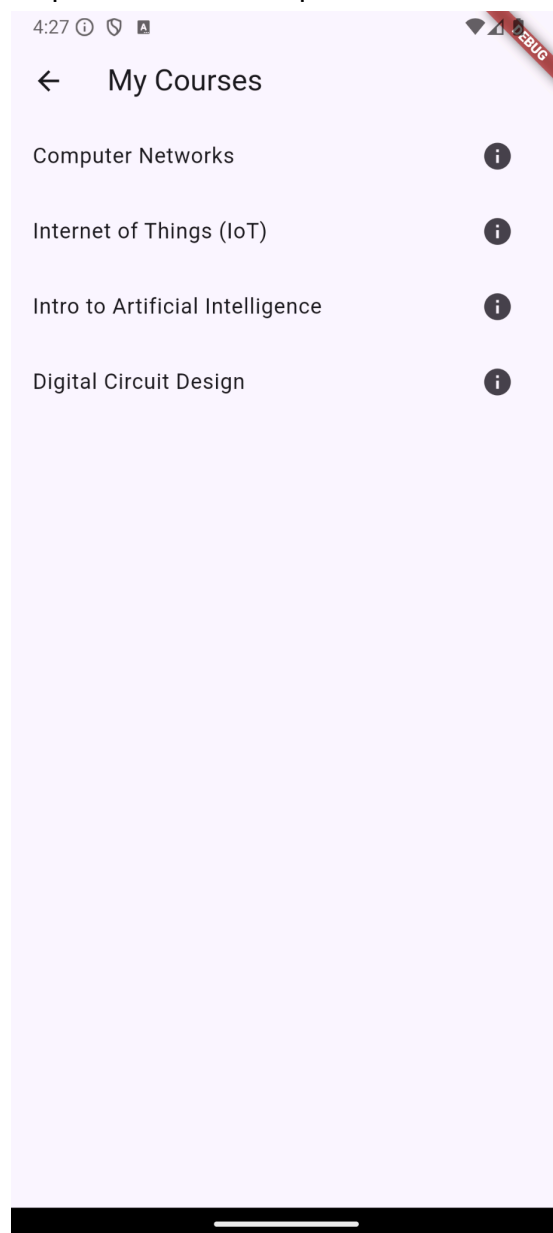 4:27
DEBUG
My Courses
Computer Networks
Internet of Things (IoT)
Intro to Artificial Intelligence
Digital Circuit Design